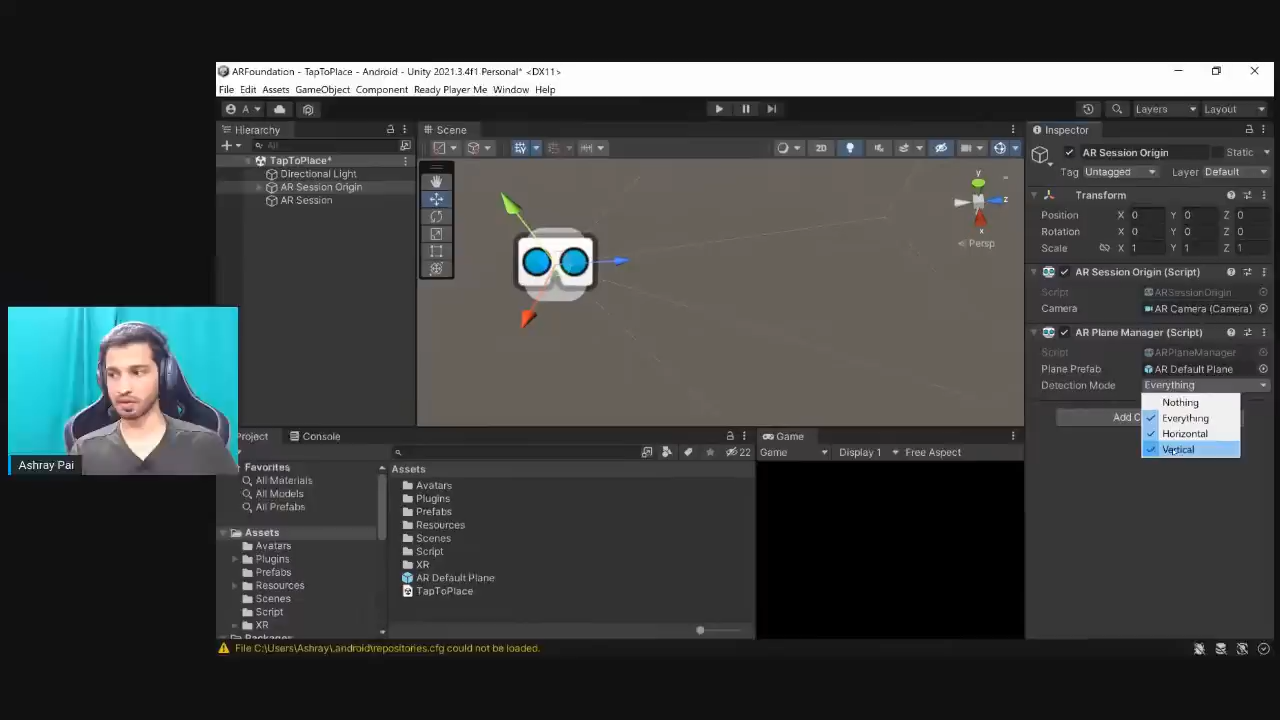 ARFoundation - TapToPlace - Android - Unity 2021.3.4f1 Personal* <DX11>
File Edit Assets GameObject Component Ready Player Me Window Help
A Layers Layout
Hierarchy
All
TapToPlace*
Directional Light
AR Session Origin
AR Session
Scene
2D
y
z
x
Persp
Inspector
AR Session Origin Static
Tag Untagged Layer Default
Transform
Position X 0 Y 0 Z 0
Rotation X 0 Y 0 Z 0
Scale X 1 Y 1 Z 1
AR Session Origin (Script)
Script ARSessionOrigin
Camera AR Camera (Camera)
AR Plane Manager (Script)
Script ARPlaneManager
Plane Prefab AR Default Plane
Detection Mode Everything
Nothing
Everything
Horizontal
Vertical
Add C
Ashray Pai
Project Console
22
Favorites
All Materials
All Models
All Prefabs
Assets
Avatars
Plugins
Prefabs
Resources
Scenes
Script
XR
Packages
Assets
Avatars
Plugins
Prefabs
Resources
Scenes
Script
XR
AR Default Plane
TapToPlace
Game
Game Display 1 Free Aspect
File C:\Users\Ashray\.android\repositories.cfg could not be loaded.